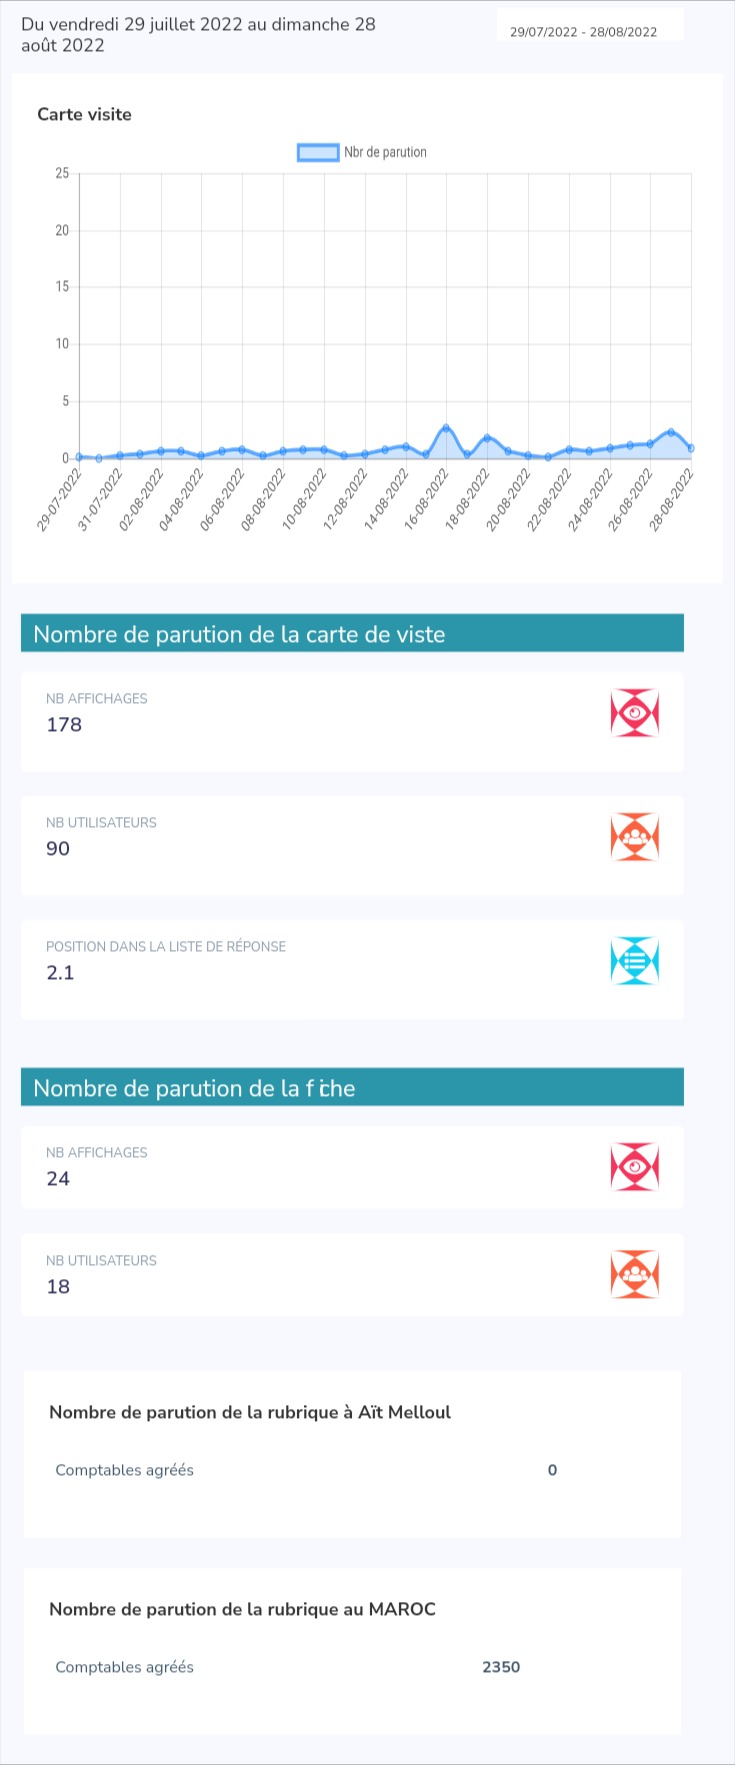 Du vendredi 29 juillet 2022 au dimanche 28
août 2022
29/07/2022 - 28/08/2022
Carte visite
Nbr de parution
25
20
15
10
5
0
29-07-2022
31-07-2022
02-08-2022
04-08-2022
06-08-2022
08-08-2022
10-08-2022
12-08-2022
14-08-2022
16-08-2022
18-08-2022
20-08-2022
22-08-2022
24-08-2022
26-08-2022
28-08-2022
Nombre de parution de la carte de viste
NB AFFICHAGES
178
NB UTILISATEURS
90
POSITION DANS LA LISTE DE RÉPONSE
2.1
Nombre de parution de la fiche
NB AFFICHAGES
24
NB UTILISATEURS
18
Nombre de parution de la rubrique à Aït Melloul
Comptables agréés 0
Nombre de parution de la rubrique au MAROC
Comptables agréés 2350